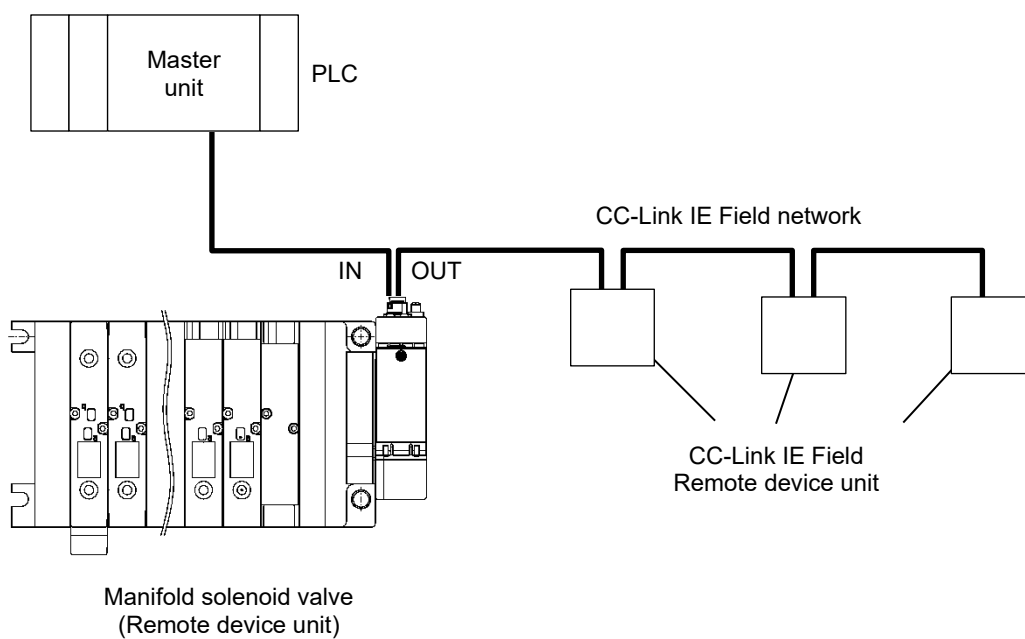 Master
unit
PLC
CC-Link IE Field network
IN
OUT
CC-Link IE Field
Remote device unit
Manifold solenoid valve
(Remote device unit)